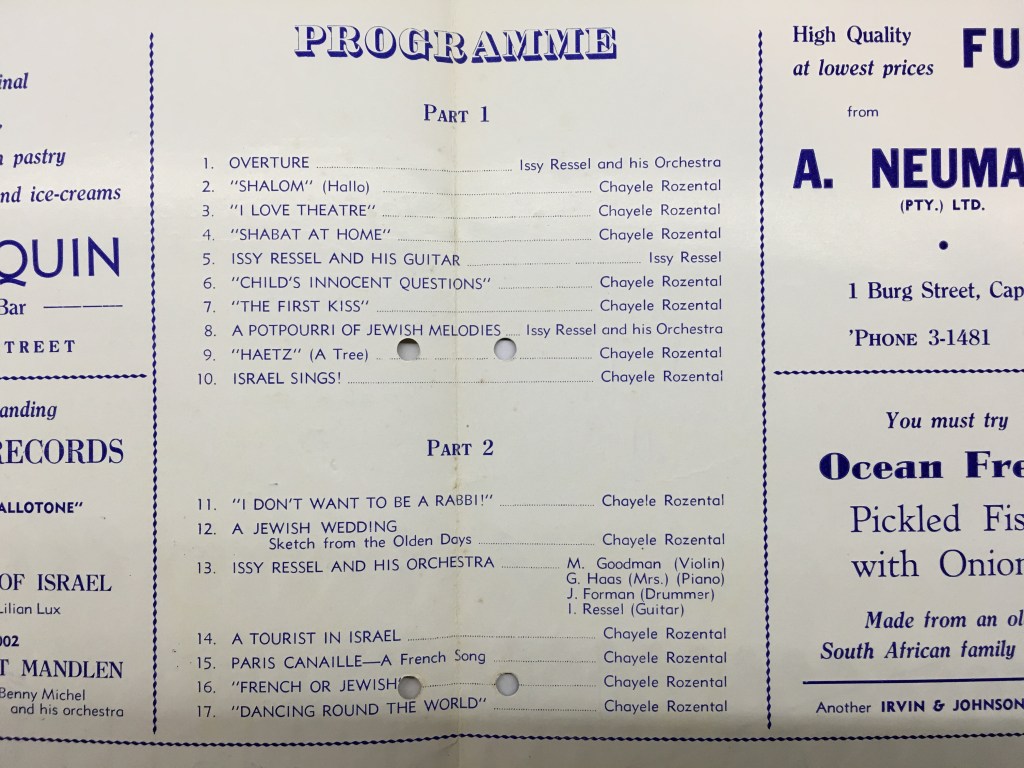 inal
n pastry
nd ice-creams
QUIN
Bar
TREET
anding
RECORDS
ALLOTONE"
OF ISRAEL
Lilian Lux
002
T MANDLEN
Benny Michel
and his orchestra
PROGRAMME
PART 1
1. OVERTURE Issy Ressel and his Orchestra
2. "SHALOM" (Hallo) Chayele Rozental
3. "I LOVE THEATRE" Chayele Rozental
4. "SHABAT AT HOME" Chayele Rozental
5. ISSY RESSEL AND HIS GUITAR Issy Ressel
6. "CHILD'S INNOCENT QUESTIONS" Chayele Rozental
7. "THE FIRST KISS" Chayele Rozental
8. A POTPOURRI OF JEWISH MELODIES Issy Ressel and his Orchestra
9. "HAETZ" (A Tree) Chayele Rozental
10. ISRAEL SINGS! Chayele Rozental
PART 2
11. "I DON'T WANT TO BE A RABBI!" Chayele Rozental
12. A JEWISH WEDDING
Sketch from the Olden Days Chayele Rozental
13. ISSY RESSEL AND HIS ORCHESTRA M. Goodman (Violin)
G. Haas (Mrs.) (Piano)
J. Forman (Drummer)
I. Ressel (Guitar)
14. A TOURIST IN ISRAEL Chayele Rozental
15. PARIS CANAILLE—A French Song Chayele Rozental
16. "FRENCH OR JEWISH Chayele Rozental
17. "DANCING ROUND THE WORLD" Chayele Rozental
High Quality
at lowest prices
FU
from
A. NEUMA
(PTY.) LTD.
1 Burg Street, Cap
'PHONE 3-1481
You must try
Ocean Fre
Pickled Fis
with Onion
Made from an ol
South African family
Another IRVIN & JOHNSON